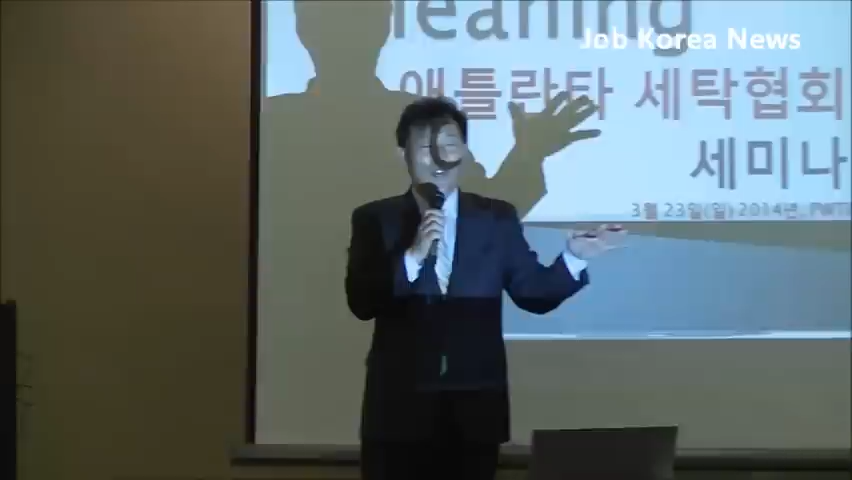 leaning
Job Korea News
애틀란타 세탁협회
세미나
3월 23일(일) 2014년,